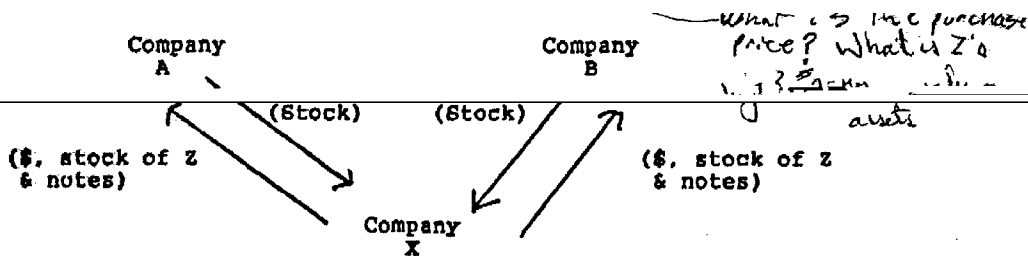 What is the purchase
price? What is Z's
Company
A
Company
B
assets
(Stock)
(Stock)
($, stock of Z
& notes)
($, stock of Z
& notes)
Company
X